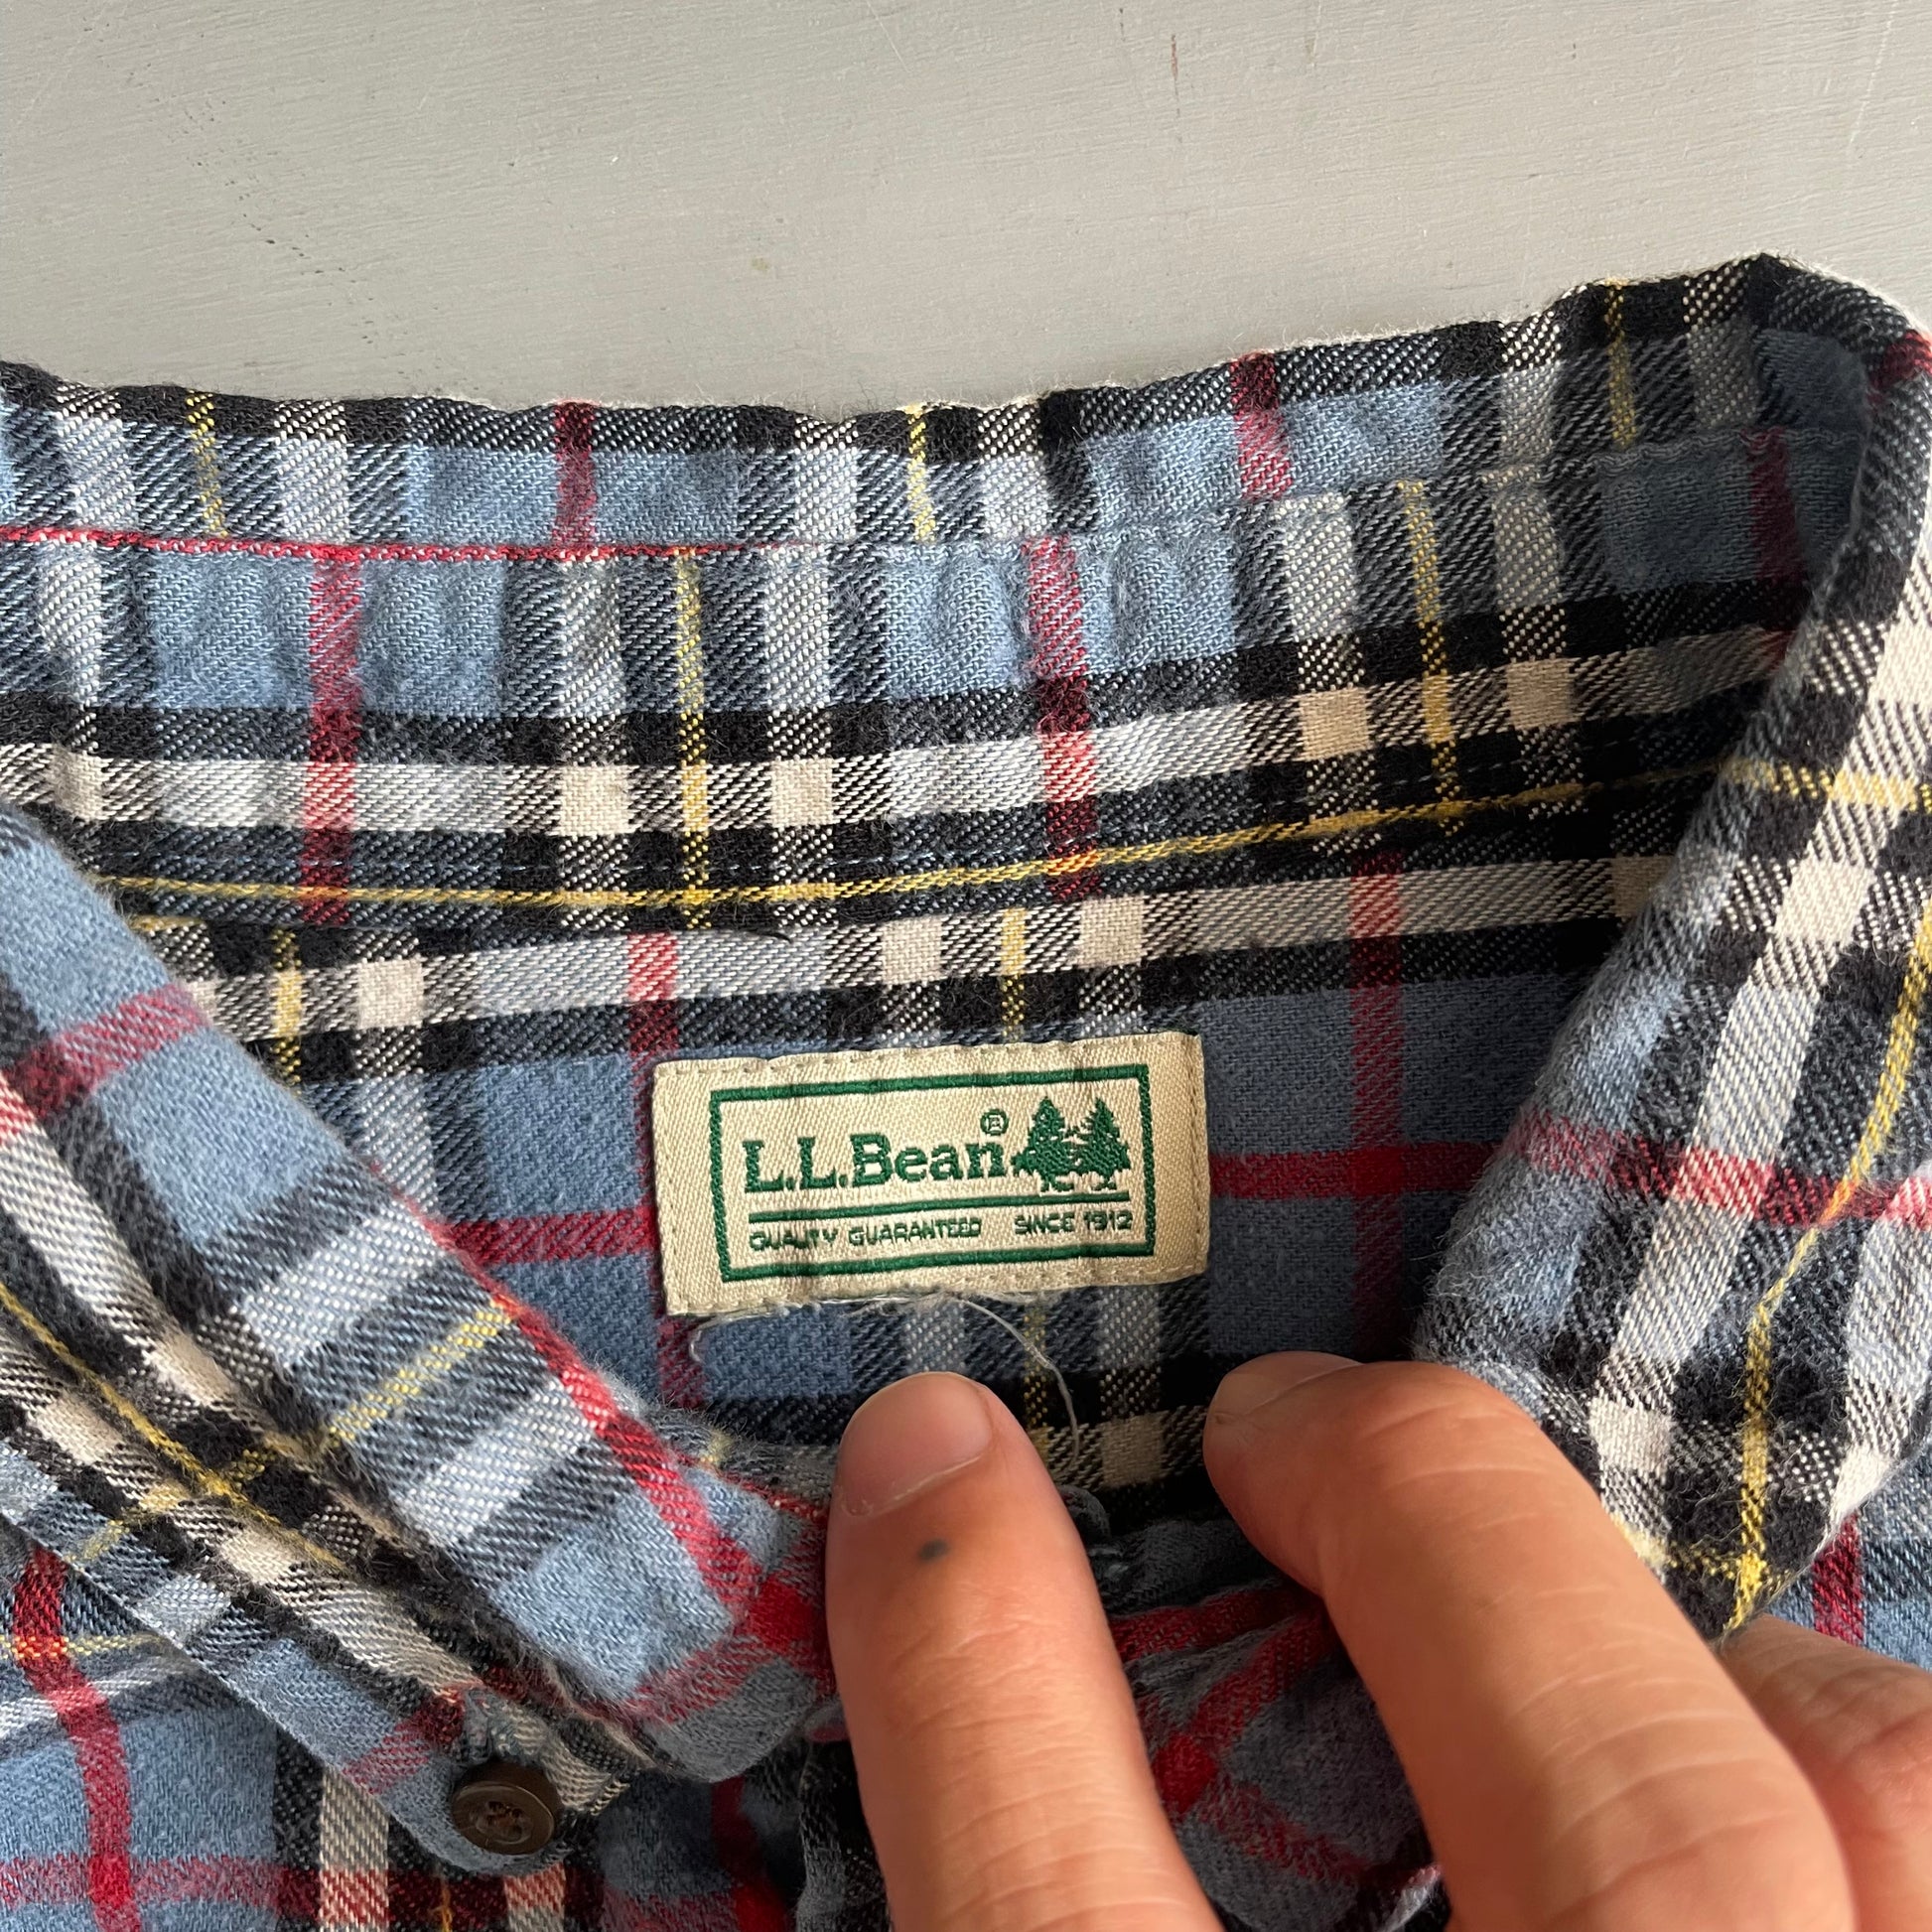 L.L.Bean®
QUALITY GUARANTEED SINCE 1912